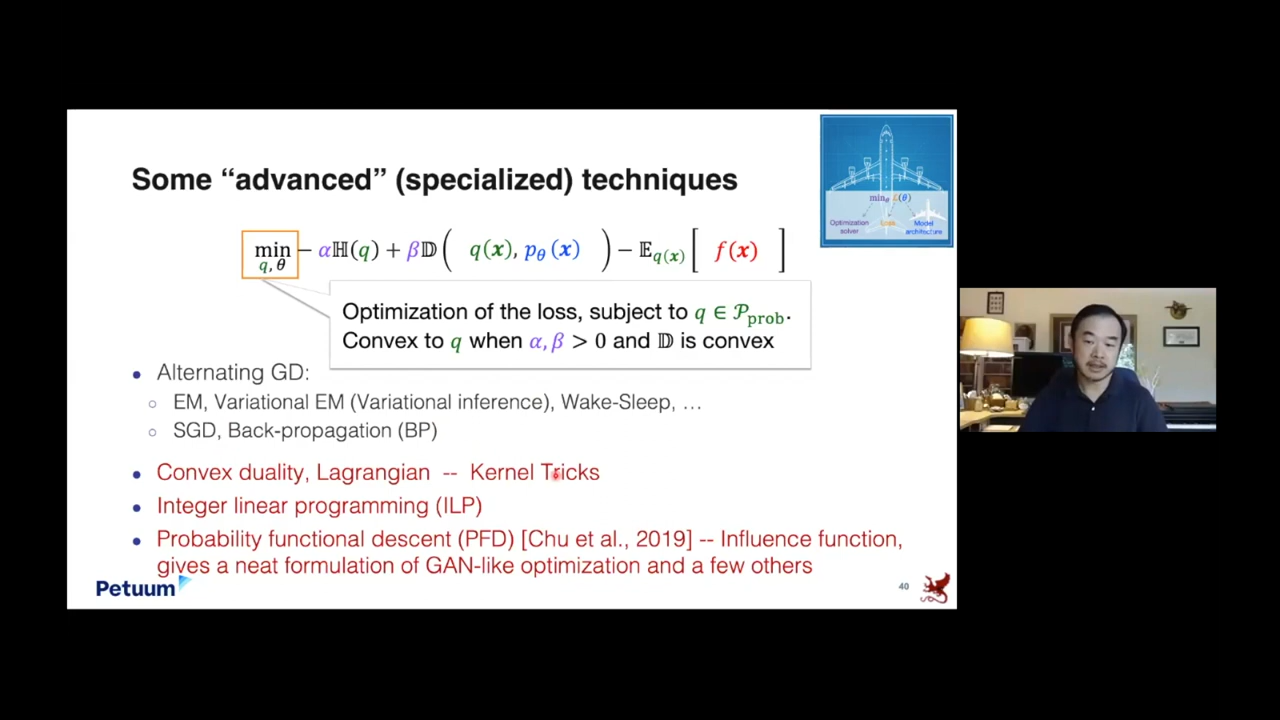 Some “advanced” (specialized) techniques
min_θ ℒ(θ)
Optimization solver
Loss
Model architecture
min_{q,θ} − αℍ(q) + β𝔻( q(x), p_θ(x) ) − 𝔼_{q(x)} [ f(x) ]
Optimization of the loss, subject to q ∈ 𝒫_prob.
Convex to q when α, β > 0 and 𝔻 is convex
• Alternating GD:
○ EM, Variational EM (Variational inference), Wake-Sleep, …
○ SGD, Back-propagation (BP)
• Convex duality, Lagrangian -- Kernel Tricks
• Integer linear programming (ILP)
• Probability functional descent (PFD) [Chu et al., 2019] -- Influence function,
gives a neat formulation of GAN-like optimization and a few others
Petuum
40